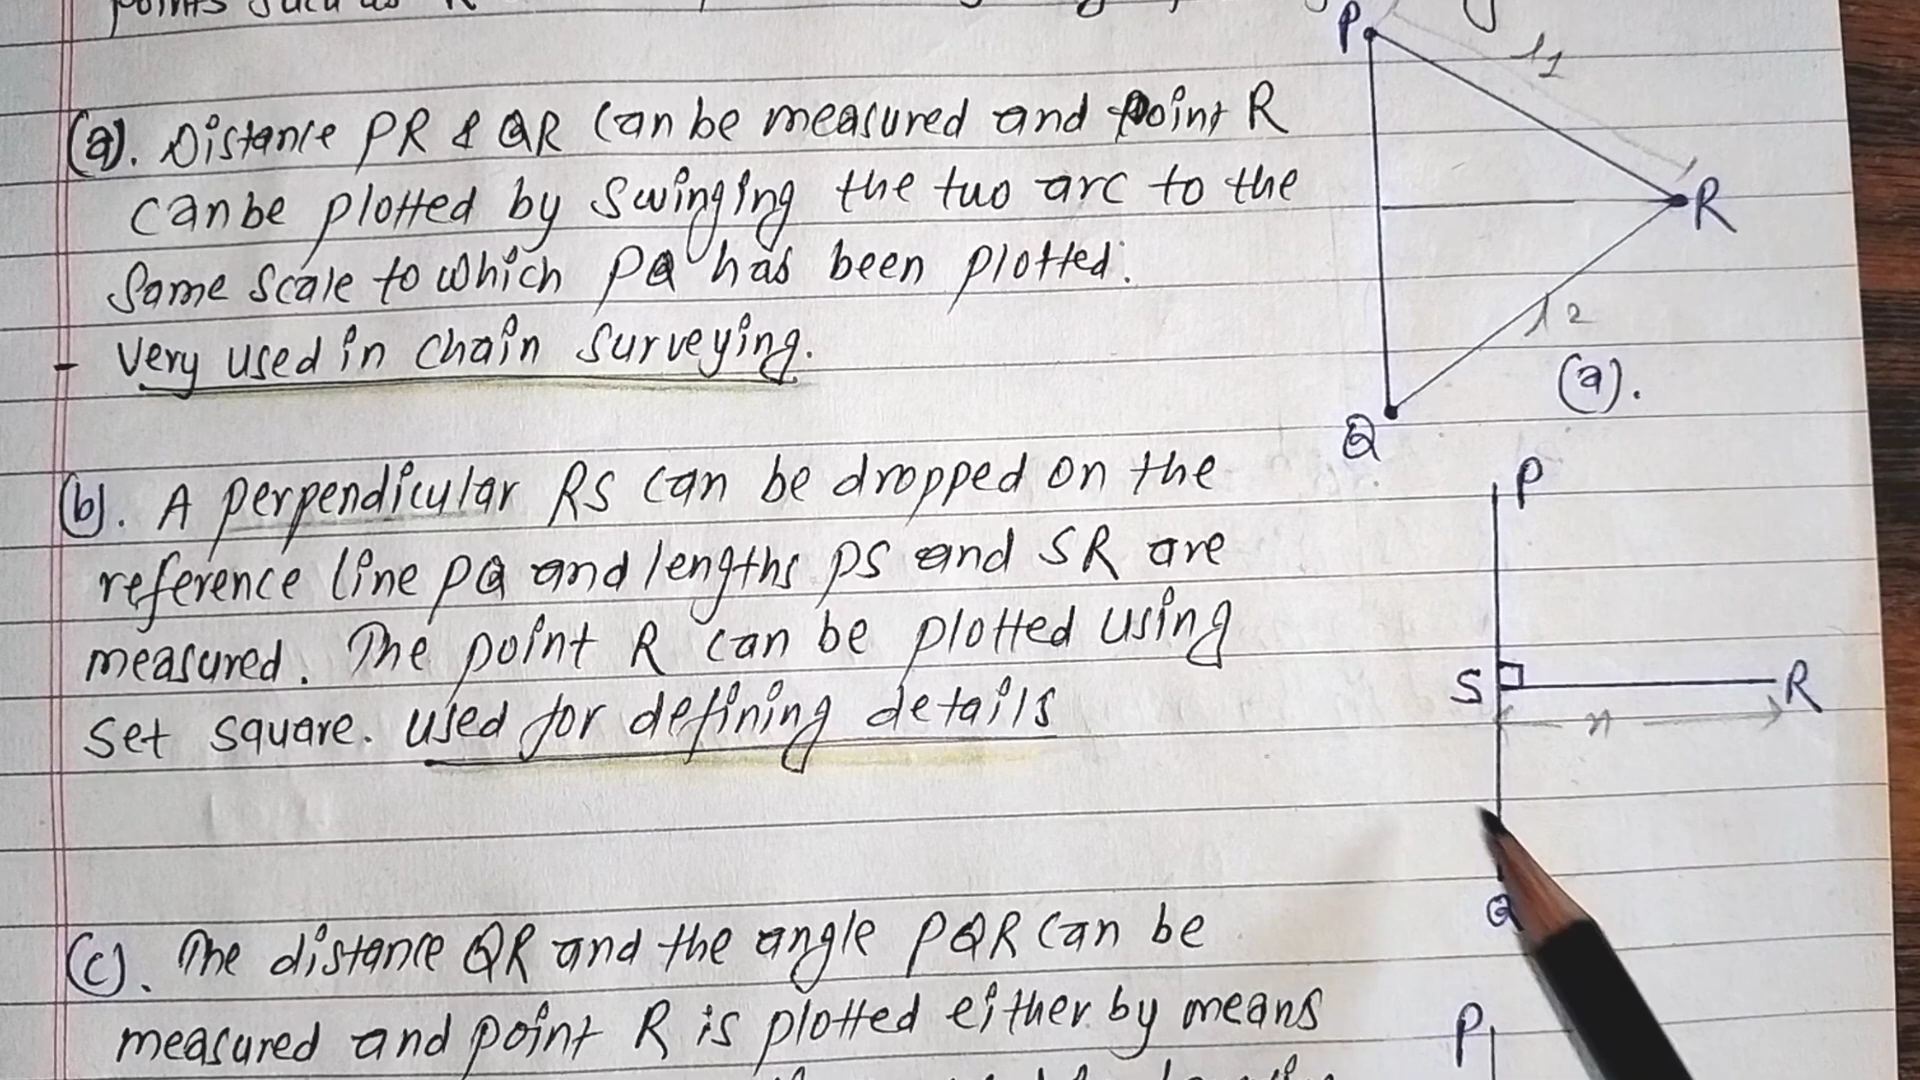 points such as R
P
l1
(a). Distance PR & QR can be measured and point R
can be plotted by swinging the two arc to the
same scale to which PQ has been plotted.
- very used in chain surveying.
R
l2
(a).
Q
(b). A perpendicular RS can be dropped on the
reference line PQ and lengths PS and SR are
measured. The point R can be plotted using
set square. used for defining details
P
S
R
n
Q
(c). The distance QR and the angle PQR can be
measured and point R is plotted either by means
P